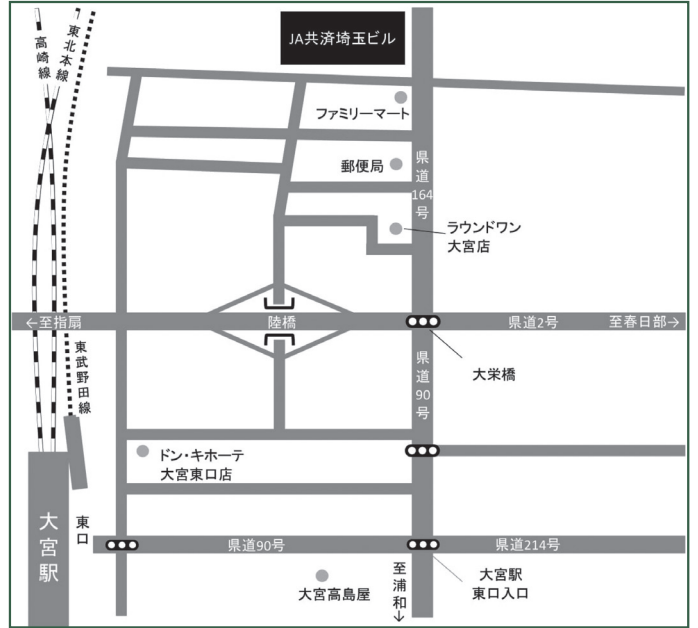 JA共済埼玉ビル
東北本線
高崎線
ファミリーマート
郵便局
県道164号
ラウンドワン
大宮店
←至指扇
陸橋
県道2号
至春日部→
大栄橋
東武野田線
県道90号
ドン・キホーテ
大宮東口店
大宮駅
東口
県道90号
県道214号
大宮駅
東口入口
至浦和↓
大宮高島屋